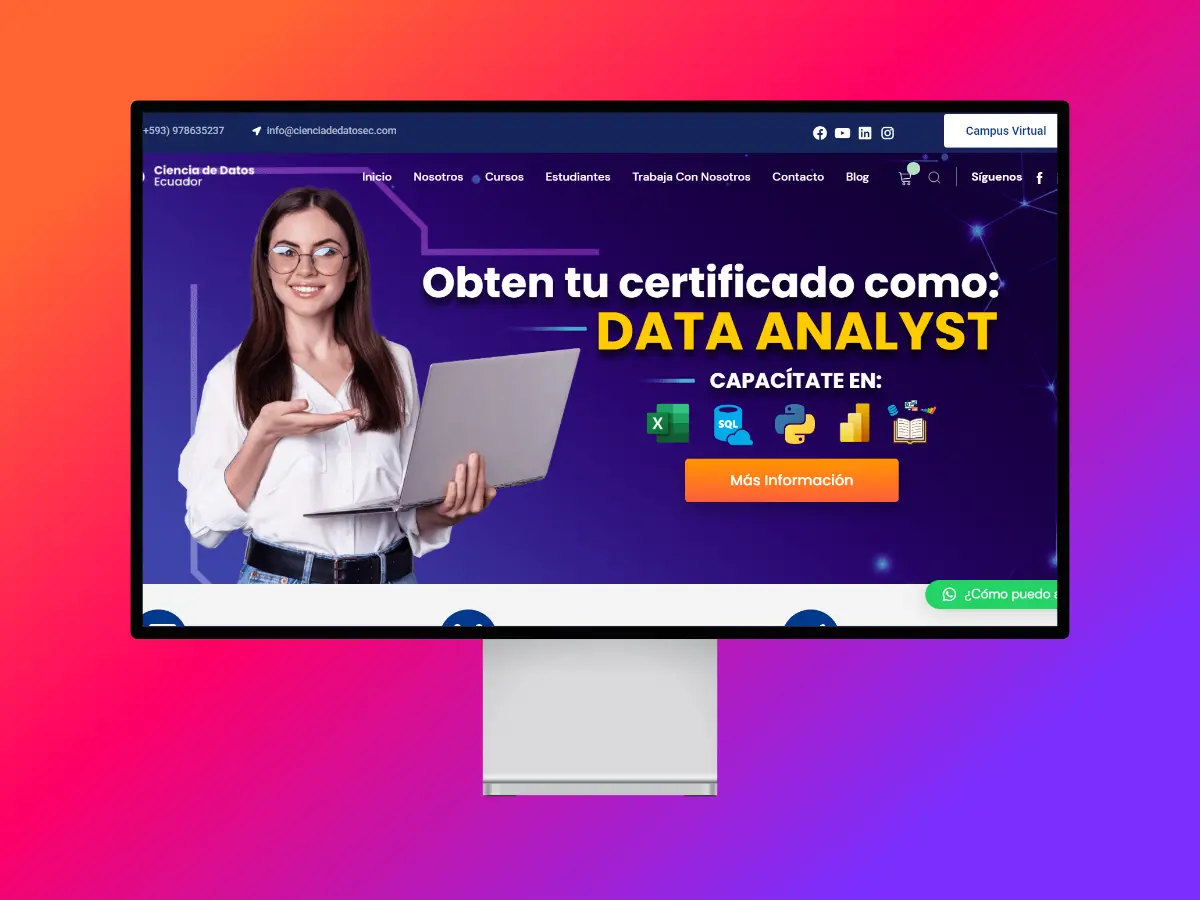 +593) 978635237
info@cienciadedatosec.com
Campus Virtual
Ciencia de Datos
Ecuador
Inicio
Nosotros
Cursos
Estudiantes
Trabaja Con Nosotros
Contacto
Blog
Síguenos
Obten tu certificado como:
DATA ANALYST
CAPACÍTATE EN:
X
SQL
Más Información
¿Cómo puedo